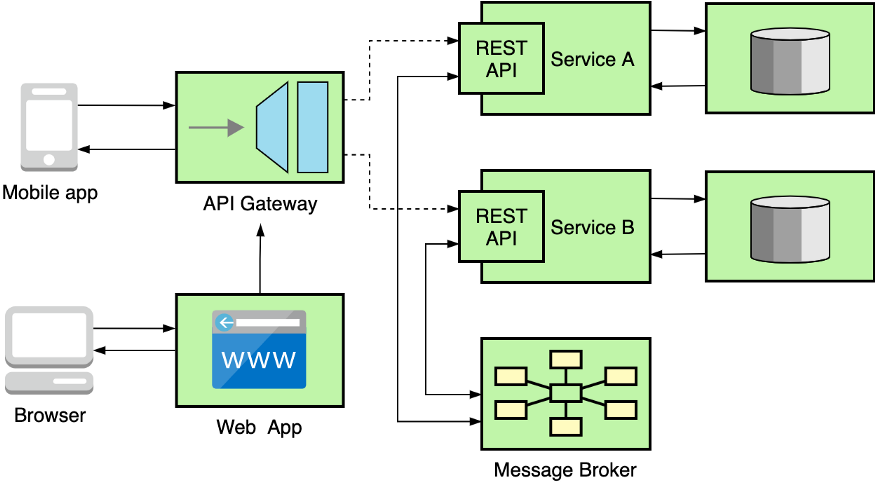 REST
API
Service A
Mobile app
API Gateway
REST
API
Service B
WWW
Browser
Web App
Message Broker